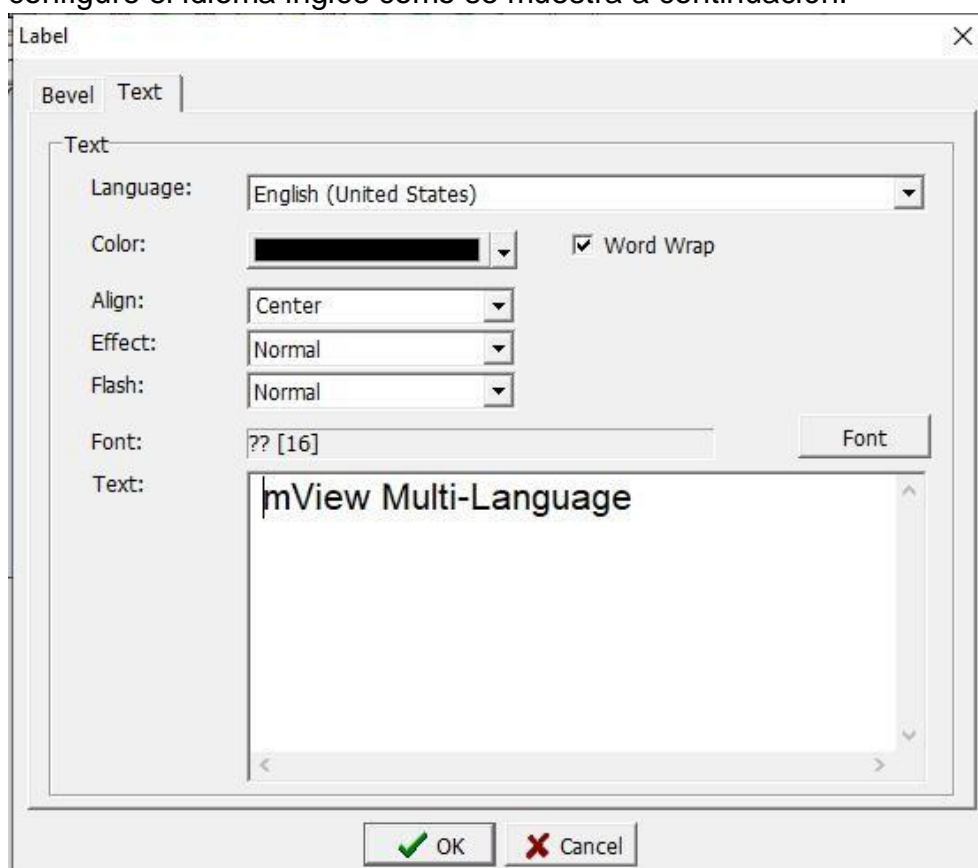 configure el idioma inglés como se muestra a continuación.
Label
Bevel Text
Text
Language: English (United States)
Color: Word Wrap
Align: Center
Effect: Normal
Flash: Normal
Font: ?? [16] Font
Text: mView Multi-Language
OK Cancel